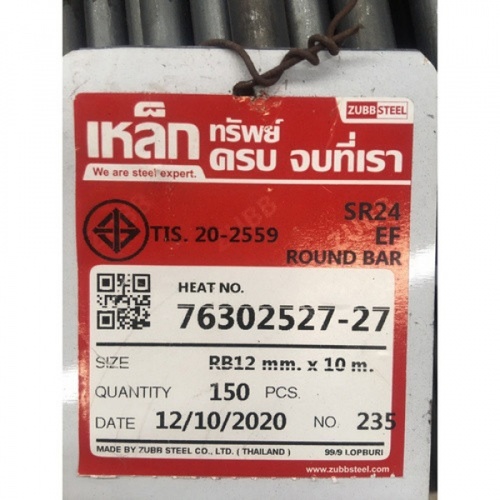 ZUBB STEEL
เหล็ก ทรัพย์
ครบ จบที่เรา
We are steel expert.
TIS. 20-2559
SR24
EF
ROUND BAR
HEAT NO.
76302527-27
SIZE RB12 mm. x 10 m.
QUANTITY 150 PCS.
DATE 12/10/2020 NO. 235
MADE BY ZUBB STEEL CO., LTD. ( THAILAND ) 99/9 LOPBURI
www.zubbsteel.com